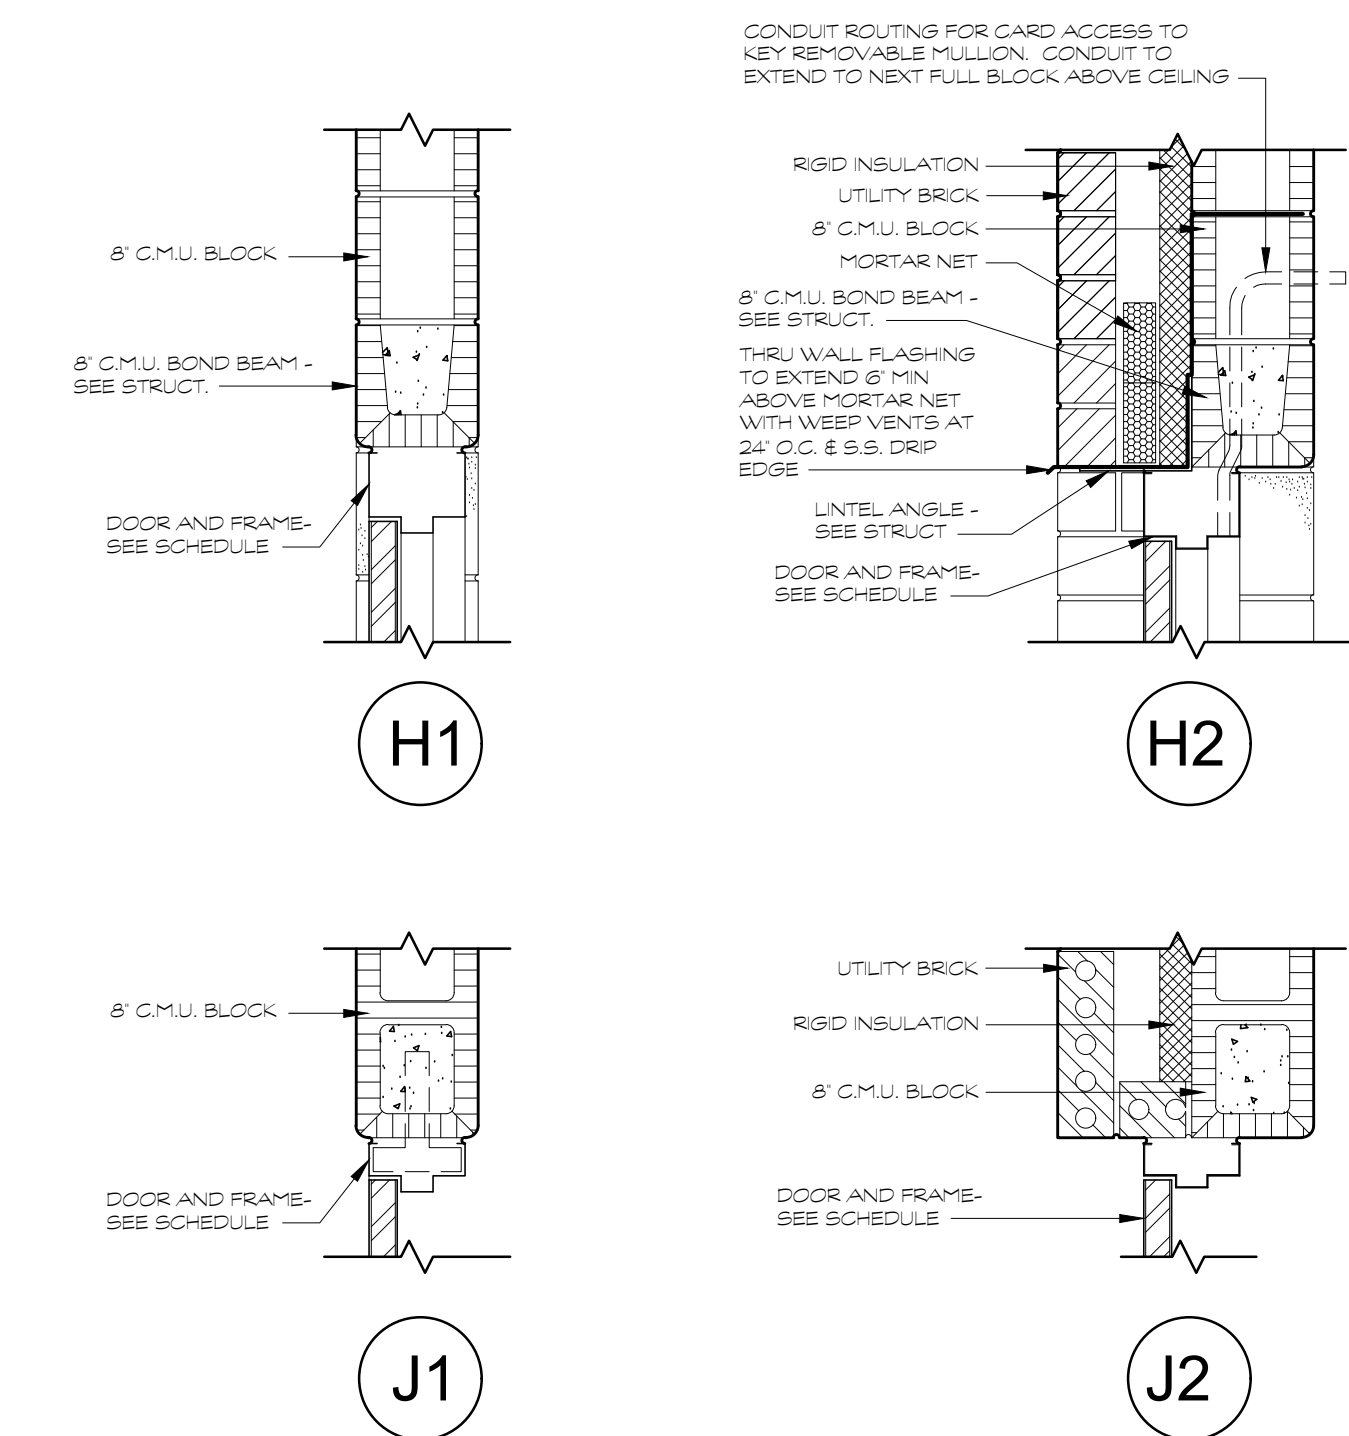 8" C.M.U. BLOCK
8" C.M.U. BOND BEAM -
SEE STRUCT.
DOOR AND FRAME-
SEE SCHEDULE
H1
CONDUIT ROUTING FOR CARD ACCESS TO
KEY REMOVABLE MULLION. CONDUIT TO
EXTEND TO NEXT FULL BLOCK ABOVE CEILING
RIGID INSULATION
UTILITY BRICK
8" C.M.U. BLOCK
MORTAR NET
8" C.M.U. BOND BEAM -
SEE STRUCT.
THRU WALL FLASHING
TO EXTEND 6" MIN
ABOVE MORTAR NET
WITH WEEP VENTS AT
24" O.C. & S.S. DRIP
EDGE
LINTEL ANGLE -
SEE STRUCT
DOOR AND FRAME-
SEE SCHEDULE
H2
8" C.M.U. BLOCK
DOOR AND FRAME-
SEE SCHEDULE
J1
UTILITY BRICK
RIGID INSULATION
8" C.M.U. BLOCK
DOOR AND FRAME-
SEE SCHEDULE
J2